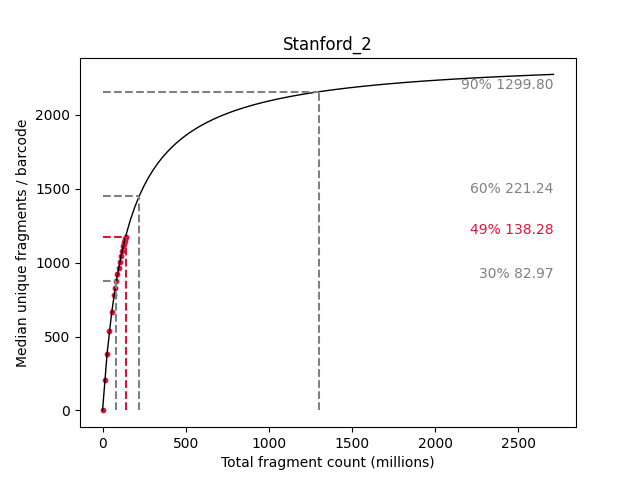 Stanford_2
Median unique fragments / barcode
2000
1500
1000
500
0
90% 1299.80
60% 221.24
49% 138.28
30% 82.97
0 500 1000 1500 2000 2500
Total fragment count (millions)